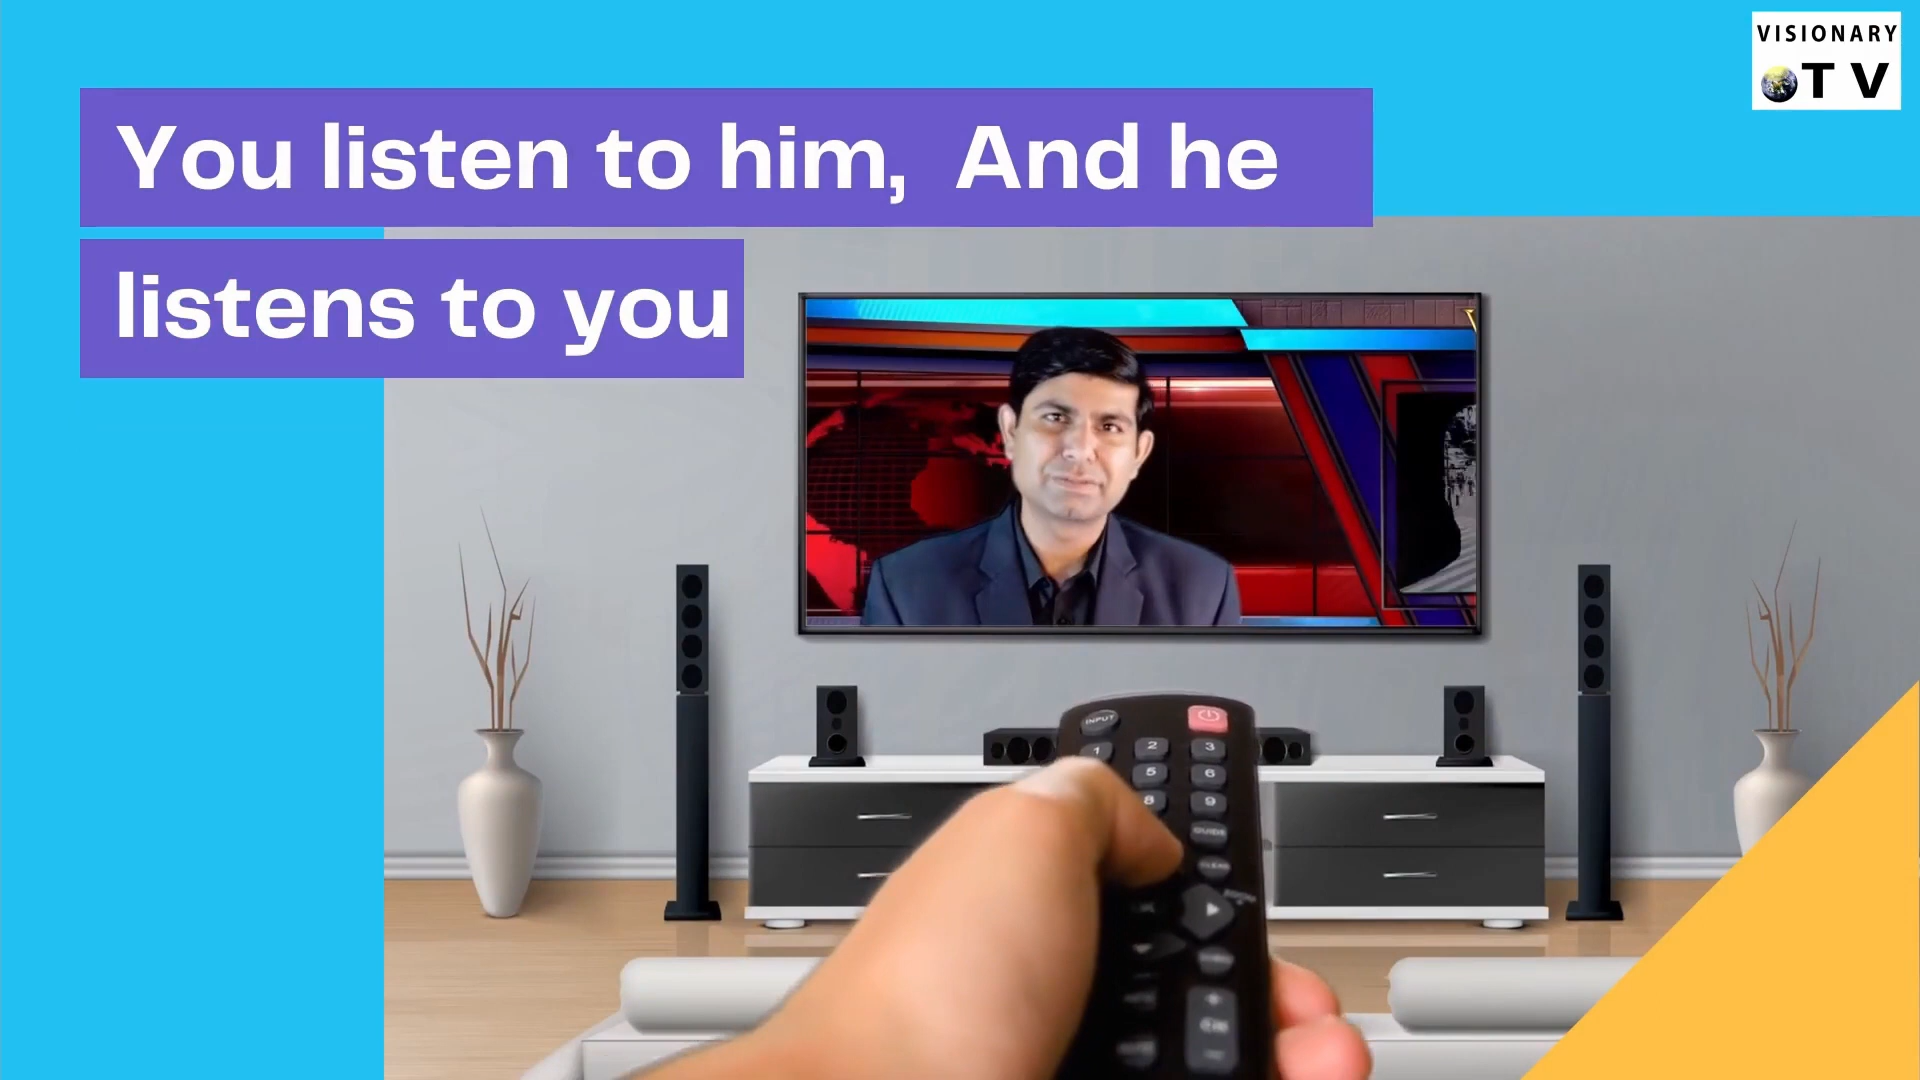 VISIONARY
TV
You listen to him, And he
listens to you
INPUT
1 2 3
5 6
8 9
GUIDE